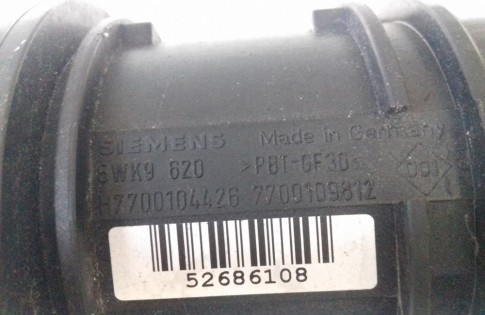 SIEMENS Made in Germany
5WK9 620 >PBT-GF30<
H7700104426 7700109812
52686108